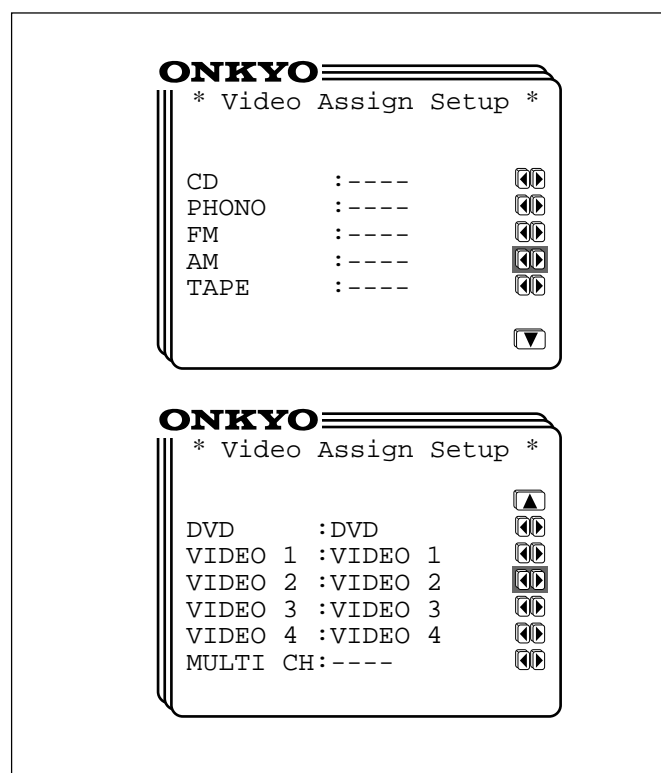 ONKYO
* Video Assign Setup *
CD :----
PHONO :----
FM :----
AM :----
TAPE :----
ONKYO
* Video Assign Setup *
DVD :DVD
VIDEO 1 :VIDEO 1
VIDEO 2 :VIDEO 2
VIDEO 3 :VIDEO 3
VIDEO 4 :VIDEO 4
MULTI CH:----